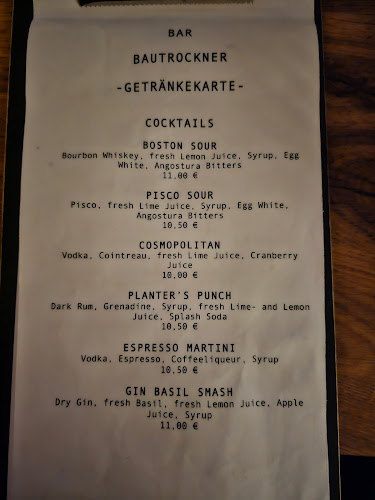 BAR
BAUTROCKNER
-GETRÄNKEKARTE-
COCKTAILS
BOSTON SOUR
Bourbon Whiskey, fresh Lemon Juice, Syrup, Egg
White, Angostura Bitters
11,00 €
PISCO SOUR
Pisco, fresh Lime Juice, Syrup, Egg White,
Angostura Bitters
10,50 €
COSMOPOLITAN
Vodka, Cointreau, fresh Lime Juice, Cranberry
Juice
10,00 €
PLANTER'S PUNCH
Dark Rum, Grenadine, Syrup, fresh Lime- and Lemon
Juice, Splash Soda
10,50 €
ESPRESSO MARTINI
Vodka, Espresso, Coffeeliqueur, Syrup
10,50 €
GIN BASIL SMASH
Dry Gin, fresh Basil, fresh Lemon Juice, Apple
Juice, Syrup
11,00 €